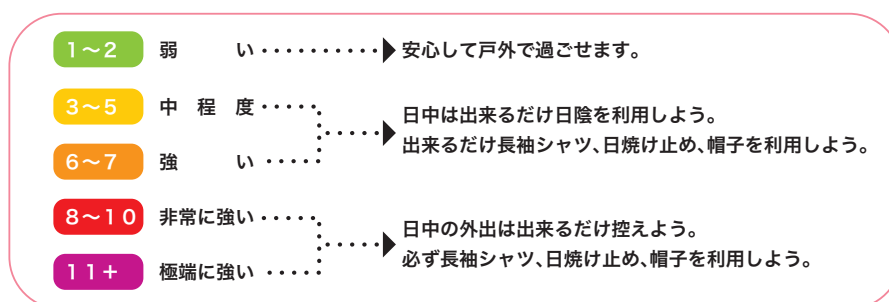 1～2 弱い 安心して戸外で過ごせます。
3～5 中程度
日中は出来るだけ日陰を利用しよう。
出来るだけ長袖シャツ、日焼け止め、帽子を利用しよう。
6～7 強い
8～10 非常に強い
日中の外出は出来るだけ控えよう。
必ず長袖シャツ、日焼け止め、帽子を利用しよう。
11+ 極端に強い